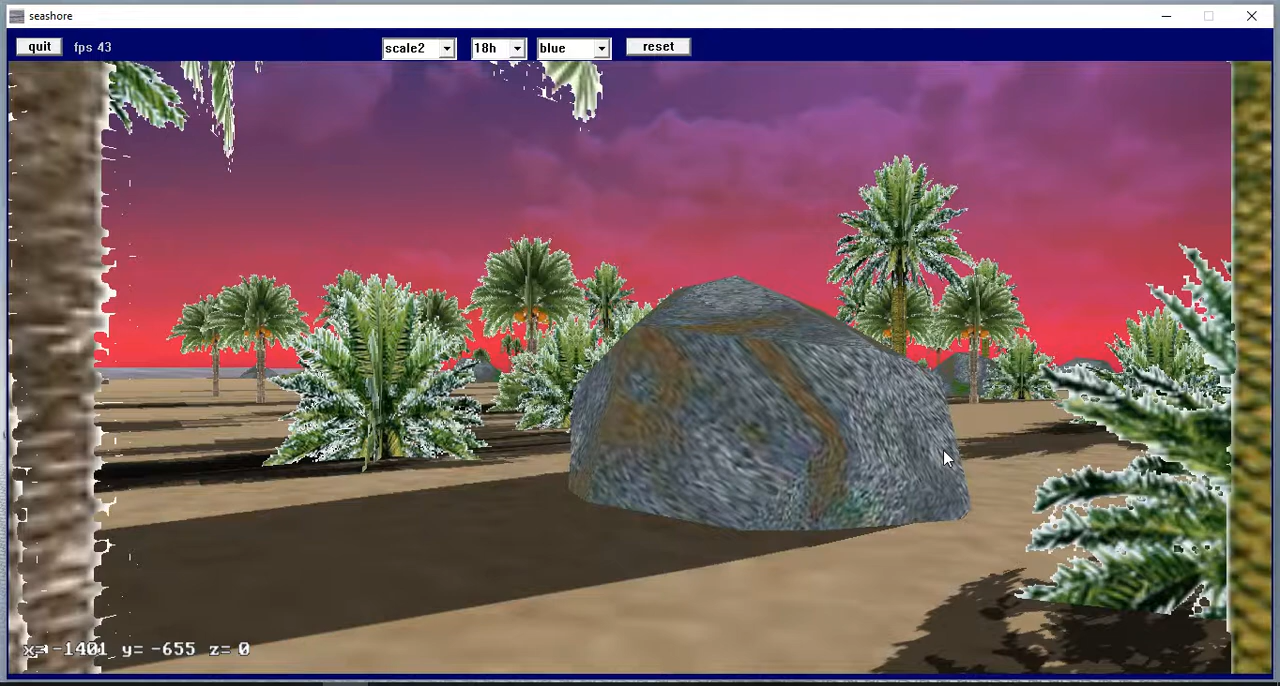 seashore
quit fps 43 scale2 18h blue reset
x= -1401 y= -655 z= 0